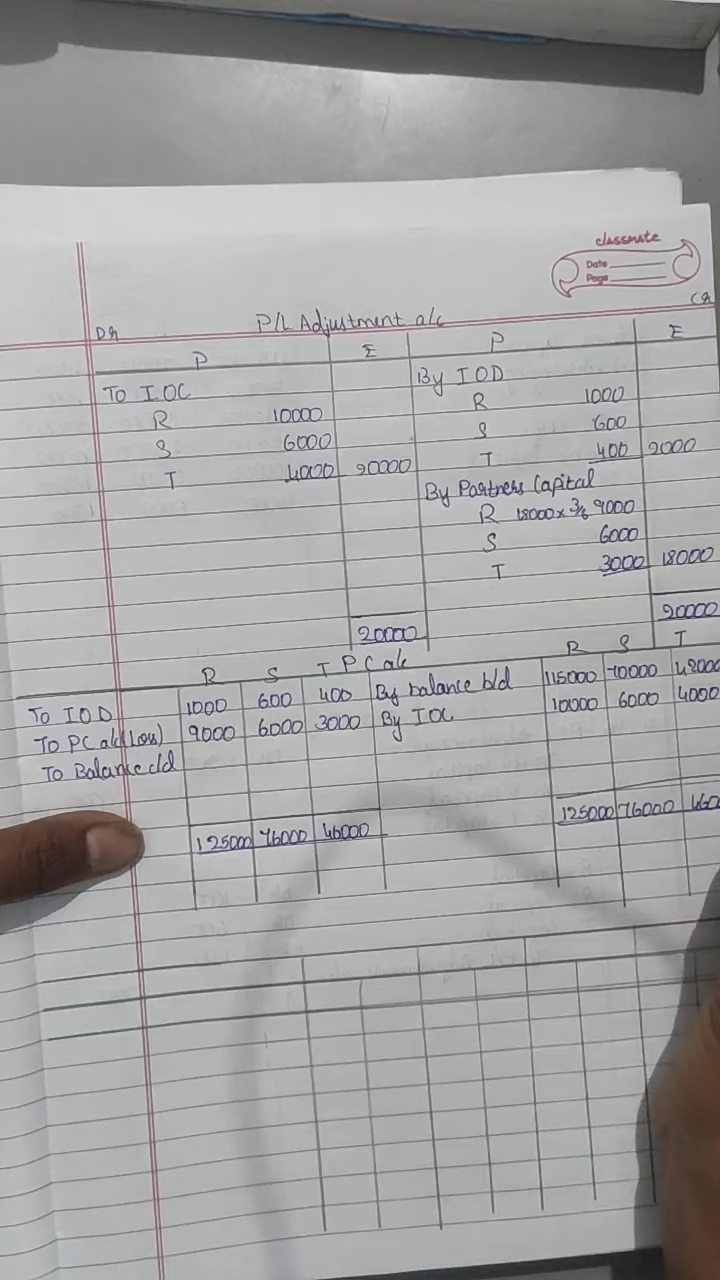 classmate
Date
Page
Dr P/L Adjustment a/c Cr
P Σ P Σ
To IOC By IOD
R 10000 R 1000
S 6000 S 600
T 4000 20000 T 400 2000
By Partners Capital
R 18000 x 3/6 9000
S 6000
T 3000 18000
20000 20000
R S T PC a/c R S T
To IOD 1000 600 400 By balance b/d 115000 70000 42000
To PC a/c (Loss) 9000 6000 3000 By IOC 10000 6000 4000
To Balance c/d
125000 76000 46000 125000 76000